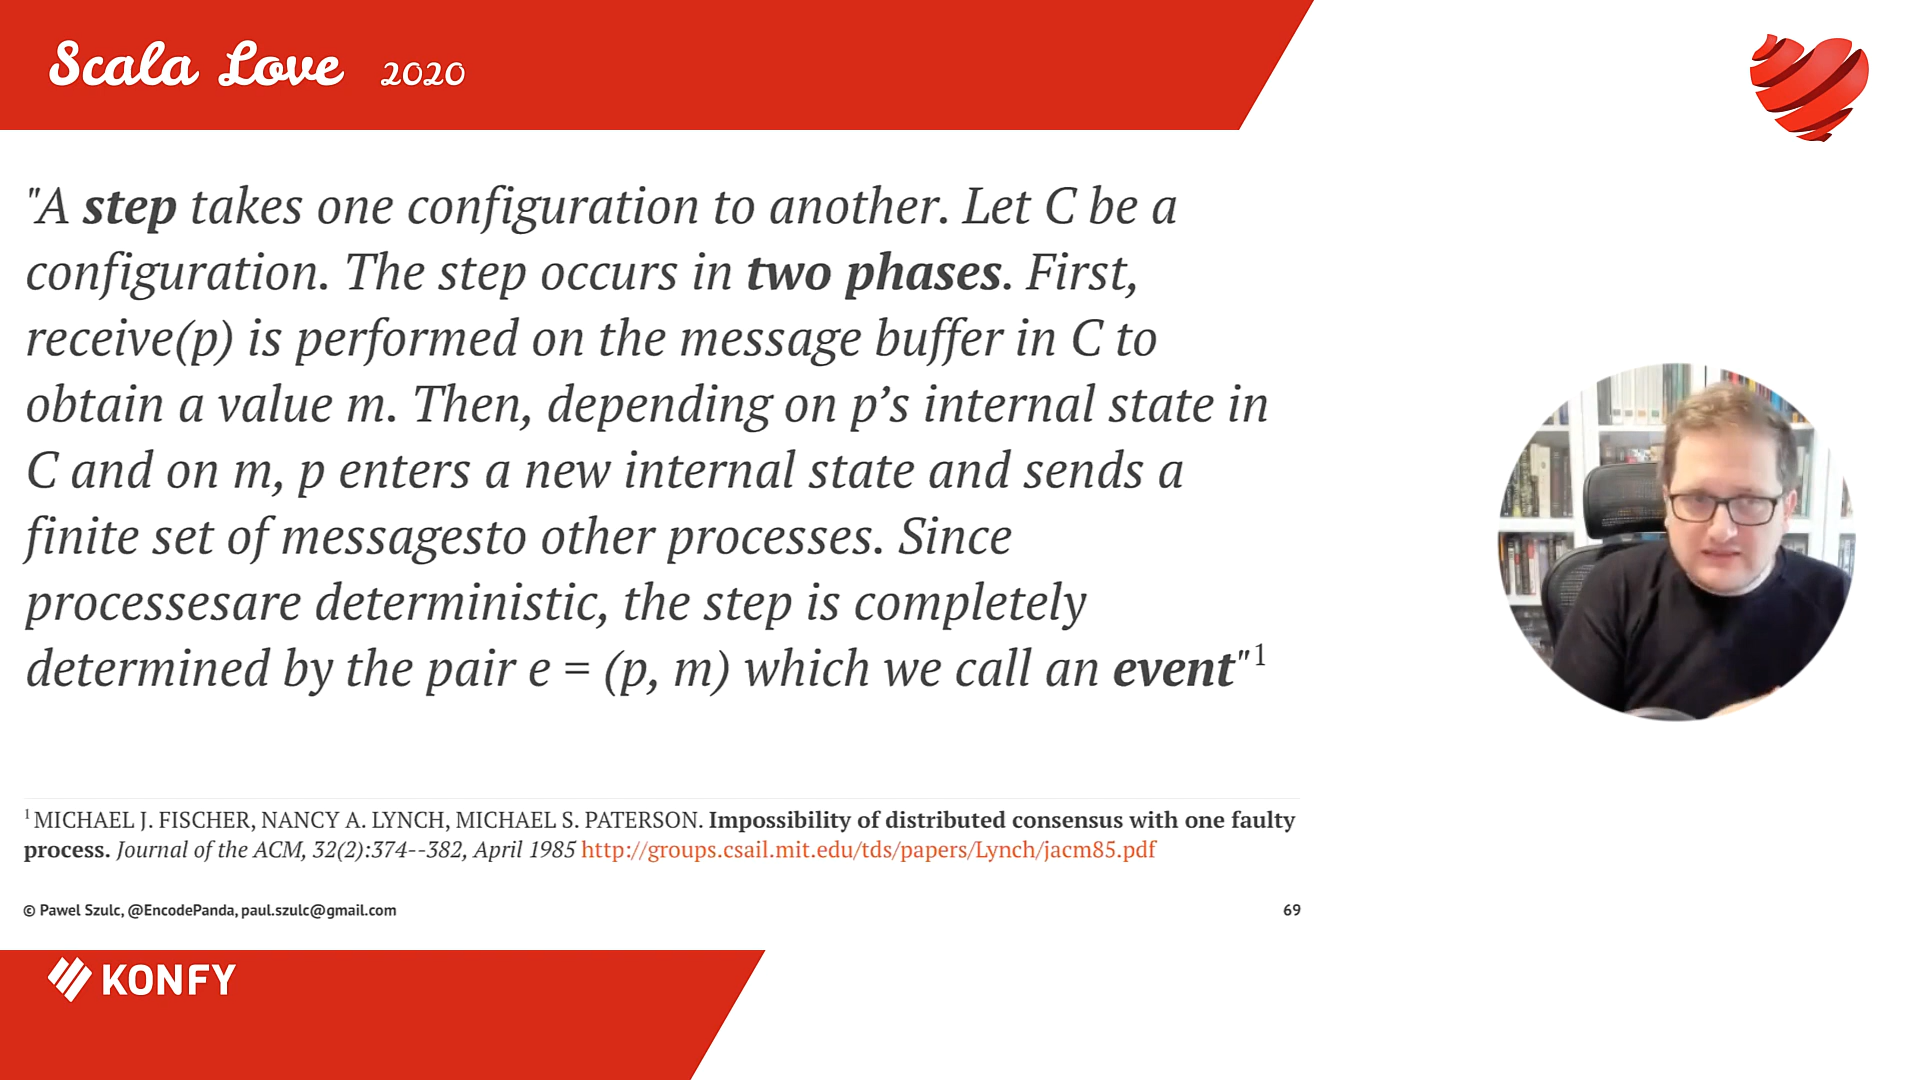 Scala Love 2020
"A step takes one configuration to another. Let C be a
configuration. The step occurs in two phases. First,
receive(p) is performed on the message buffer in C to
obtain a value m. Then, depending on p’s internal state in
C and on m, p enters a new internal state and sends a
finite set of messagesto other processes. Since
processesare deterministic, the step is completely
determined by the pair e = (p, m) which we call an event"1
1 MICHAEL J. FISCHER, NANCY A. LYNCH, MICHAEL S. PATERSON. Impossibility of distributed consensus with one faulty
process. Journal of the ACM, 32(2):374--382, April 1985 http://groups.csail.mit.edu/tds/papers/Lynch/jacm85.pdf
© Pawel Szulc, @EncodePanda, paul.szulc@gmail.com
69
KONFY